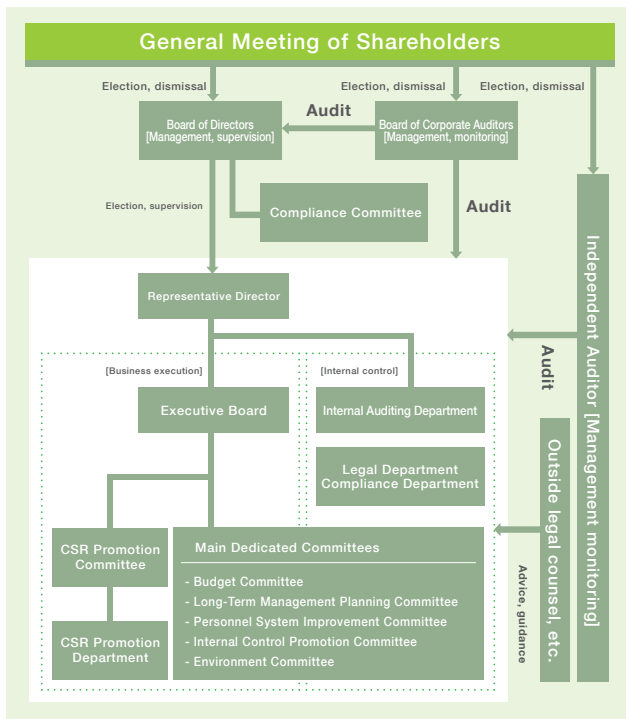 General Meeting of Shareholders
Election, dismissal
Election, dismissal
Election, dismissal
Board of Directors
[Management, supervision]
Audit
Board of Corporate Auditors
[Management, monitoring]
Election, supervision
Compliance Committee
Audit
Independent Auditor [Management monitoring]
Representative Director
Audit
[Business execution]
[Internal control]
Executive Board
Internal Auditing Department
Legal Department
Compliance Department
Outside legal counsel, etc.
Advice, guidance
CSR Promotion
Committee
CSR Promotion
Department
Main Dedicated Committees
- Budget Committee
- Long-Term Management Planning Committee
- Personnel System Improvement Committee
- Internal Control Promotion Committee
- Environment Committee